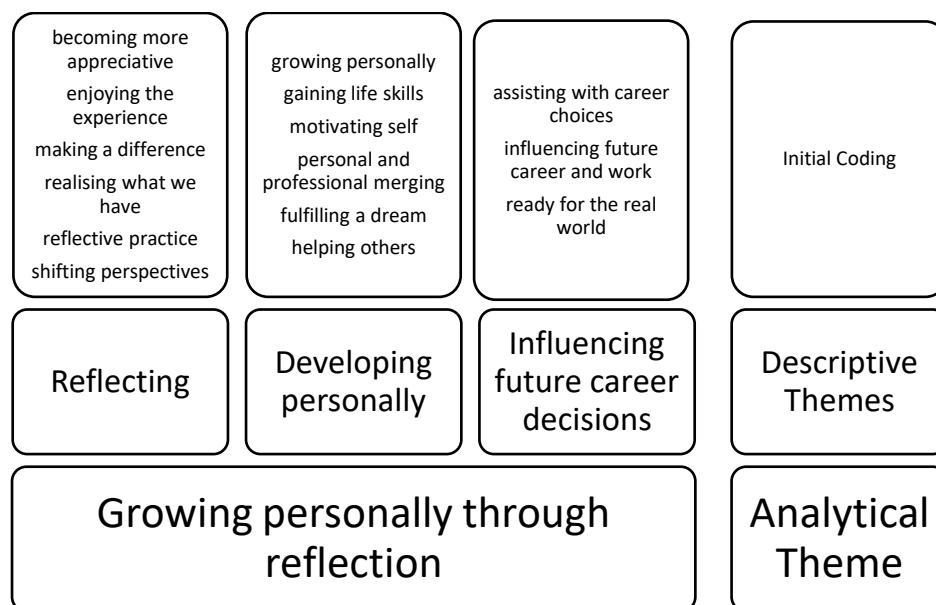 becoming more
appreciative
enjoying the
experience
making a difference
realising what we
have
reflective practice
shifting perspectives
growing personally
gaining life skills
motivating self
personal and
professional merging
fulfilling a dream
helping others
assisting with career
choices
influencing future
career and work
ready for the real
world
Initial Coding
Reflecting
Developing
personally
Influencing
future career
decisions
Descriptive
Themes
Growing personally through
reflection
Analytical
Theme